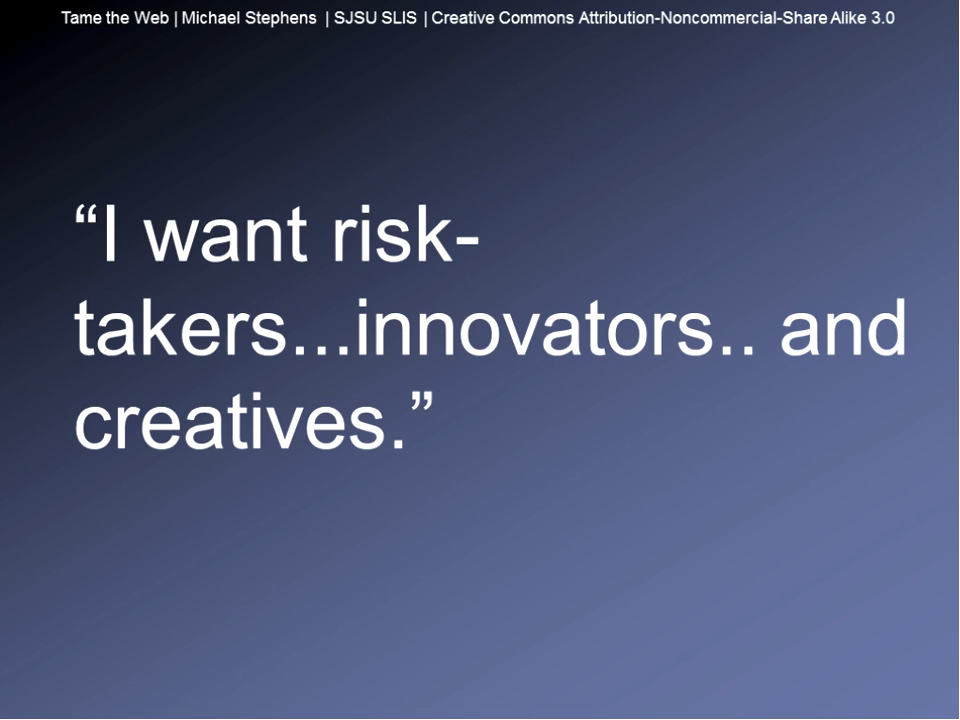 Tame the Web | Michael Stephens | SJSU SLIS | Creative Commons Attribution-Noncommercial-Share Alike 3.0
“I want risk-
takers...innovators.. and
creatives.”